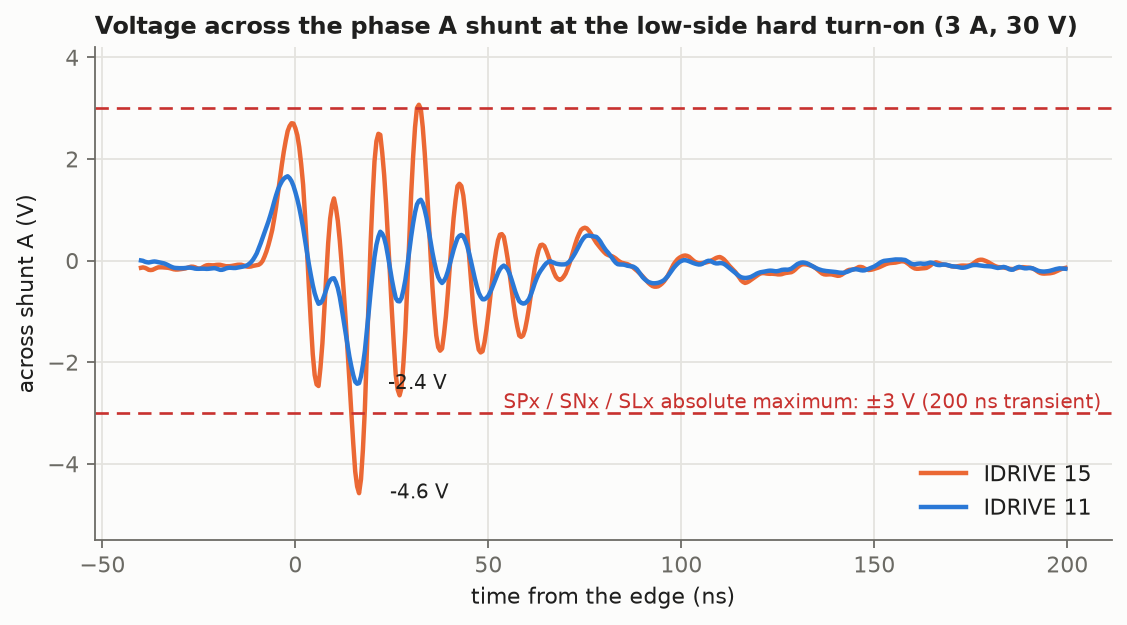 Voltage across the phase A shunt at the low-side hard turn-on (3 A, 30 V)
across shunt A (V)
4
2
0
−2
−4
-2.4 V
SPx / SNx / SLx absolute maximum: ±3 V (200 ns transient)
-4.6 V
IDRIVE 15
IDRIVE 11
−50
0
50
100
150
200
time from the edge (ns)